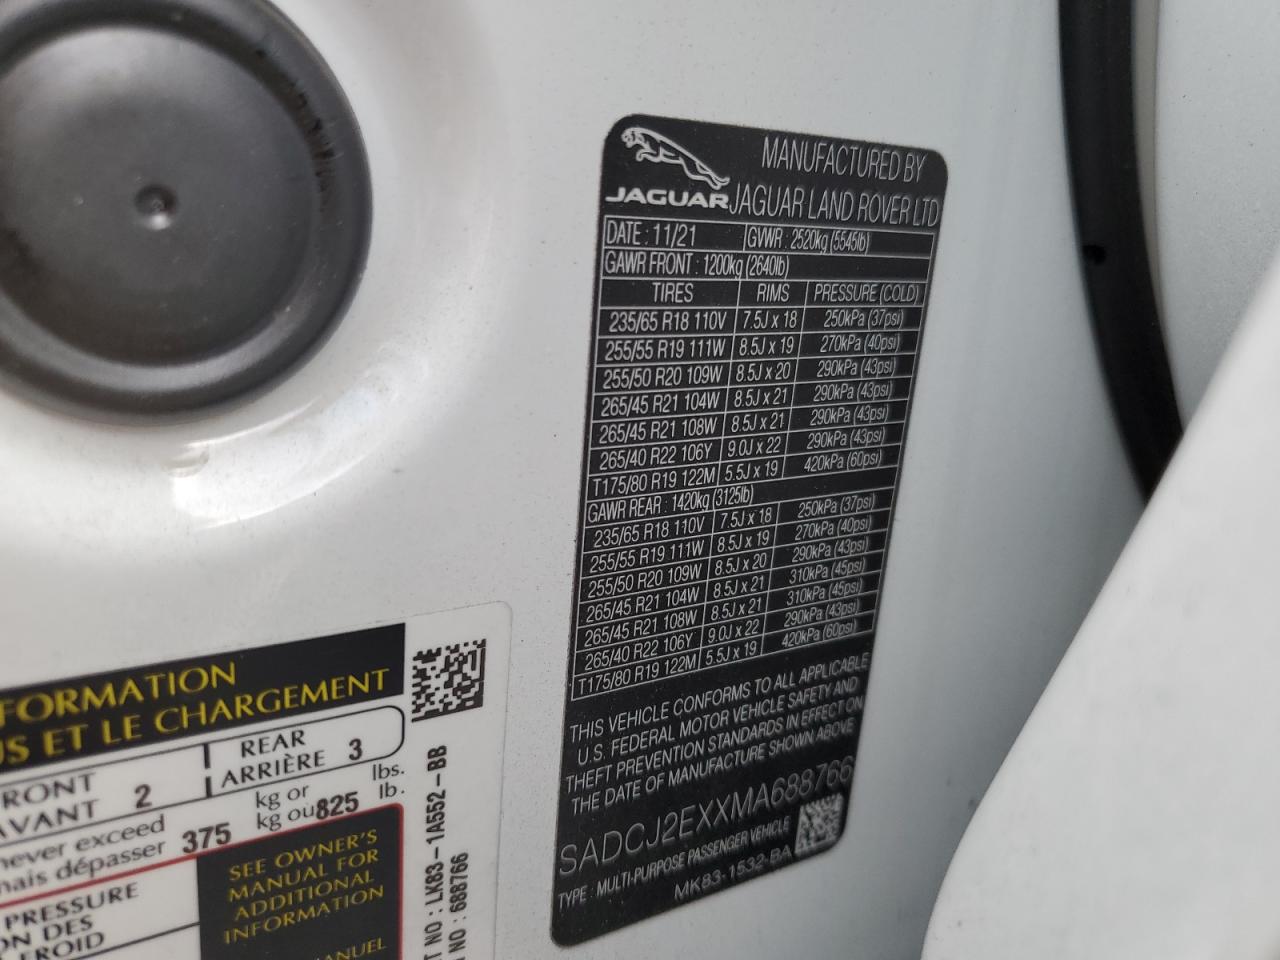 JAGUAR
MANUFACTURED BY
JAGUAR LAND ROVER LTD
DATE : 11/21 GVWR : 2520kg (5545lb)
GAWR FRONT : 1200kg (2640lb)
TIRES RIMS PRESSURE (COLD)
235/65 R18 110V 7.5J x 18 250kPa (37psi)
255/55 R19 111W 8.5J x 19 270kPa (40psi)
255/50 R20 109W 8.5J x 20 290kPa (43psi)
265/45 R21 104W 8.5J x 21 290kPa (43psi)
265/45 R21 108W 8.5J x 21 290kPa (43psi)
265/40 R22 106Y 9.0J x 22 290kPa (43psi)
T175/80 R19 122M 5.5J x 19 420kPa (60psi)
GAWR REAR : 1420kg (3125lb)
235/65 R18 110V 7.5J x 18 250kPa (37psi)
255/55 R19 111W 8.5J x 19 270kPa (40psi)
255/50 R20 109W 8.5J x 20 290kPa (43psi)
265/45 R21 104W 8.5J x 21 310kPa (45psi)
265/45 R21 108W 8.5J x 21 310kPa (45psi)
265/40 R22 106Y 9.0J x 22 290kPa (43psi)
T175/80 R19 122M 5.5J x 19 420kPa (60psi)
THIS VEHICLE CONFORMS TO ALL APPLICABLE
U.S. FEDERAL MOTOR VEHICLE SAFETY AND
THEFT PREVENTION STANDARDS IN EFFECT ON
THE DATE OF MANUFACTURE SHOWN ABOVE
SADCJ2EXXMA688766
TYPE : MULTI-PURPOSE PASSENGER VEHICLE
MK83-1532-BA
FORMATION
US ET LE CHARGEMENT
FRONT
AVANT 2
REAR
ARRIÈRE 3
never exceed
mais dépasser 375
kg or
kg ou 825
lbs.
lb.
PRESSURE
ON DES
FROID
SEE OWNER'S
MANUAL FOR
ADDITIONAL
INFORMATION
MANUEL
T NO : LK83-1A552-BB
NO : 688766